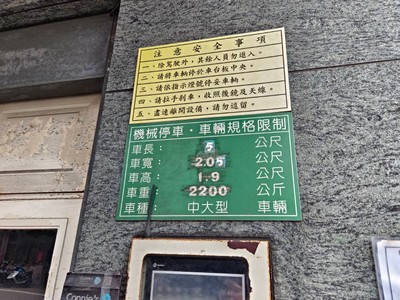 注意安全事項
一、除駕駛外，其餘人員勿進入。
二、請將車輛停於車台板中央。
三、請依指示燈號停妥車輛。
四、請拉手剎車，收照後鏡及天線。
五、盡速離開設備，請勿逗留。
機械停車・車輛規格限制
車長： 5 公尺
車寬： 2.05 公尺
車高： 1.9 公尺
車重： 2200 公斤
車種： 中大型 車輛
Connie's